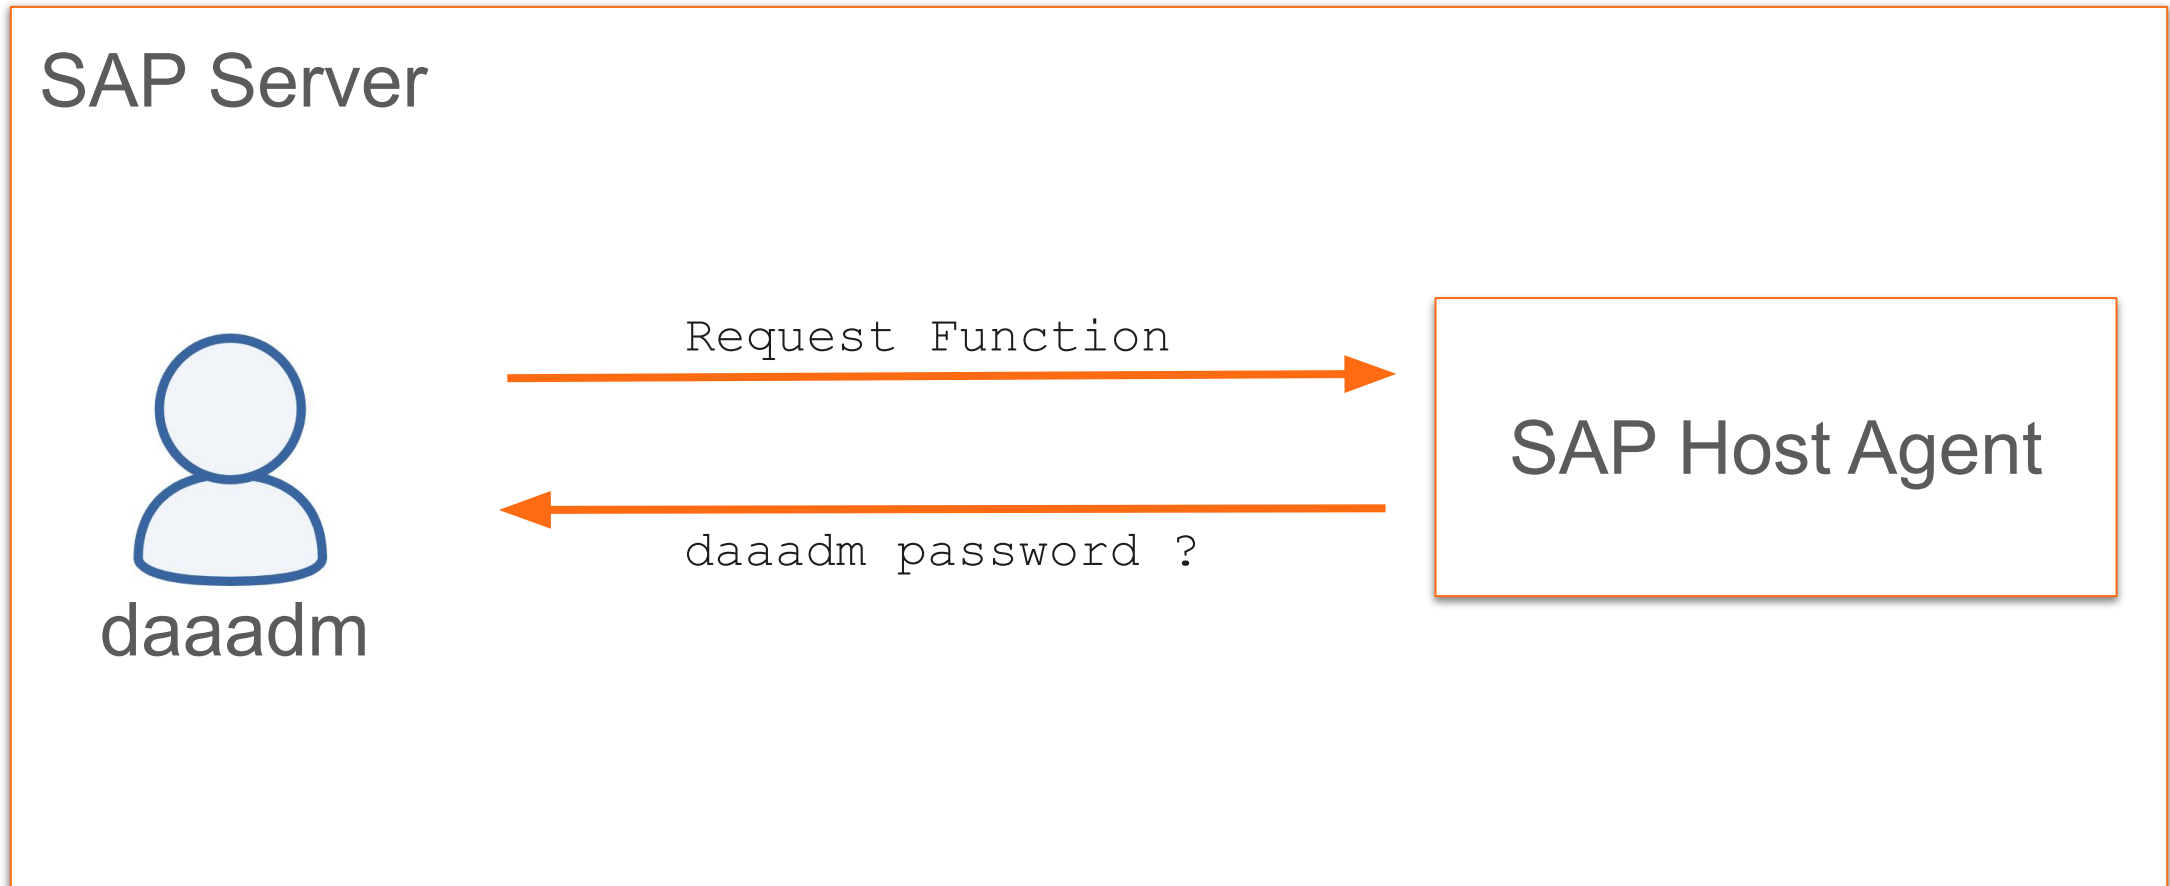 SAP Server
Request Function
SAP Host Agent
daaadm password ?
daaadm